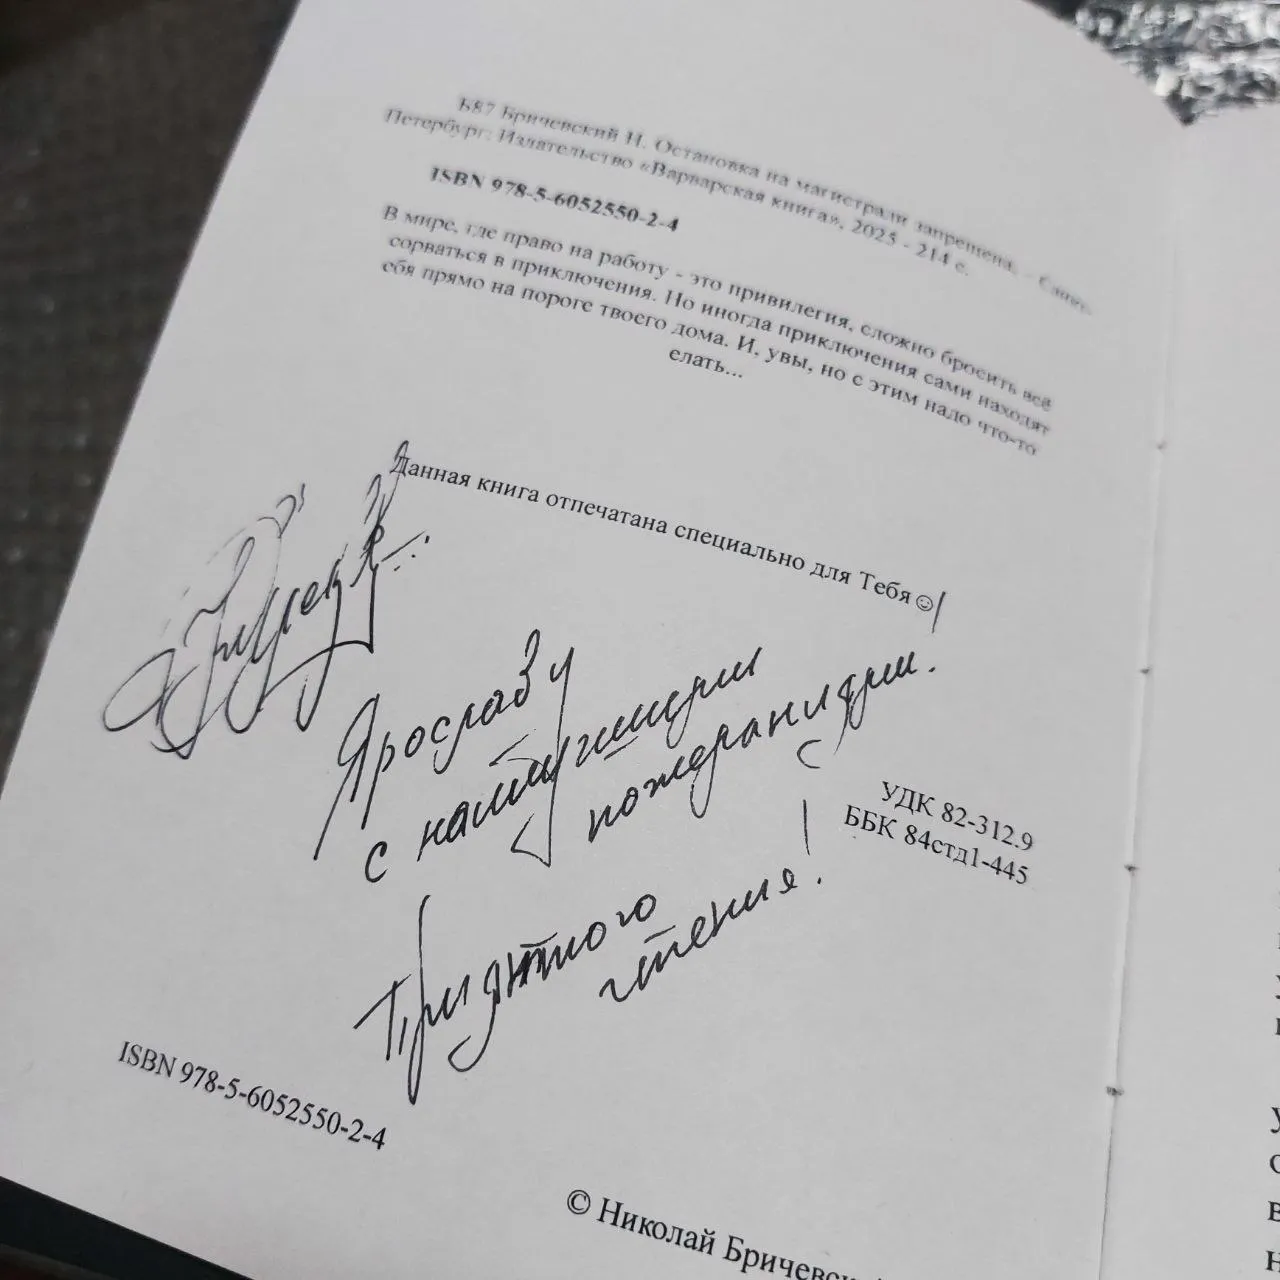 Б87 Бричевский Н. Остановка на магистрали запрещена. – Санкт-
Петербург: Издательство «Варварская книга», 2025 - 214 с.
ISBN 978-5-6052550-2-4
В мире, где право на работу - это привилегия, сложно бросить всё
сорваться в приключения. Но иногда приключения сами находят
ебя прямо на пороге твоего дома. И, увы, но с этим надо что-то
елать...
Данная книга отпечатана специально для Тебя☺
Ярославу
с наилучшими
пожеланиями.
УДК 82-312.9
ББК 84стд1-445
Приятного
чтения!
ISBN 978-5-6052550-2-4
© Николай Бричевск